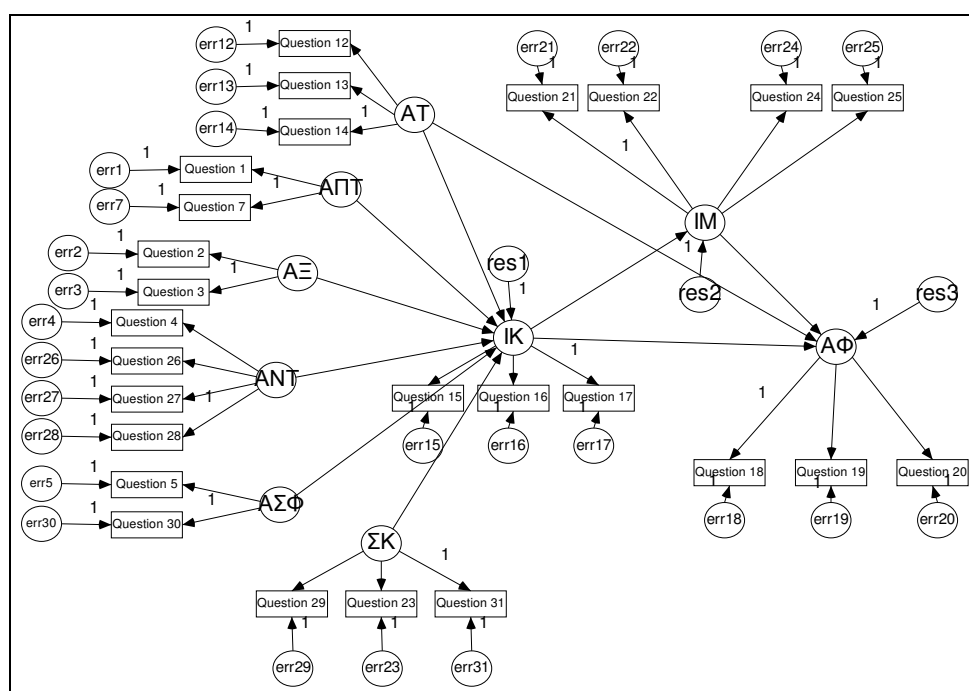 err12 1 Question 12
err13 1 Question 13
err14 1 Question 14 1
ΑΤ
err1 1 Question 1
err7 1 Question 7 1
ΑΠΤ
err2 1 Question 2
err3 1 Question 3 1
ΑΞ
err4 1 Question 4
err26 1 Question 26
err27 1 Question 27 1
err28 1 Question 28
ΑΝΤ
err5 1 Question 5
err30 1 Question 30 1
ΑΣΦ
ΣΚ 1
Question 29 Question 23 Question 31
1 1 1
err29 err23 err31
res1
1
ΙΚ
1
Question 15 Question 16 Question 17
1 1 1
err15 err16 err17
err21 err22 err24 err25
1 1 1 1
Question 21 Question 22 Question 24 Question 25
1
ΙΜ
1
res2
res3
1
ΑΦ
1
Question 18 Question 19 Question 20
1 1 1
err18 err19 err20